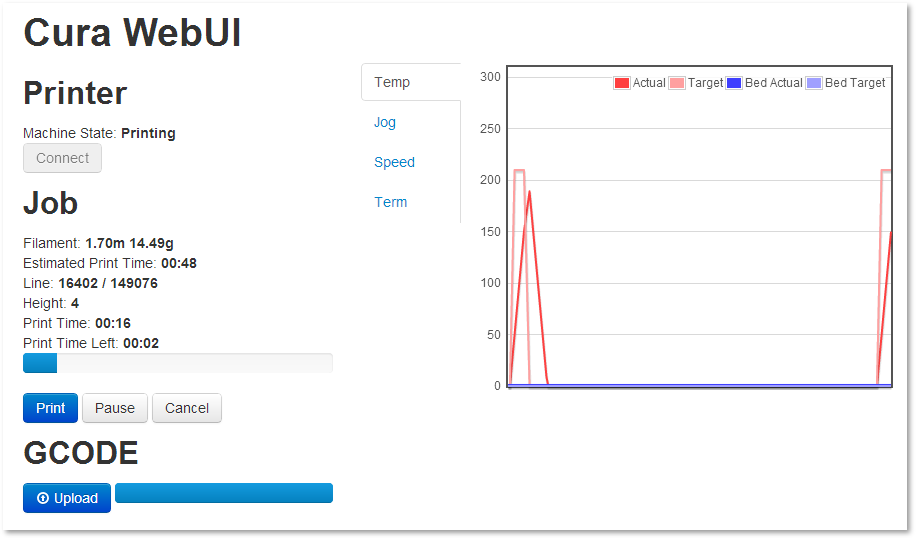 Cura WebUI
Printer
Machine State: Printing
Connect
Job
Filament: 1.70m 14.49g
Estimated Print Time: 00:48
Line: 16402 / 149076
Height: 4
Print Time: 00:16
Print Time Left: 00:02
Print Pause Cancel
GCODE
Upload
Temp
Jog
Speed
Term
Actual Target Bed Actual Bed Target
300
250
200
150
100
50
0